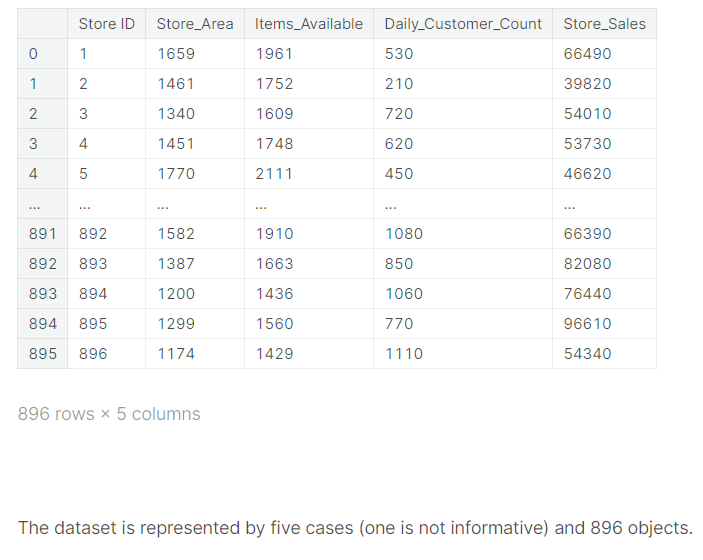 Store ID Store_Area Items_Available Daily_Customer_Count Store_Sales
0 1 1659 1961 530 66490
1 2 1461 1752 210 39820
2 3 1340 1609 720 54010
3 4 1451 1748 620 53730
4 5 1770 2111 450 46620
... ... ... ... ... ...
891 892 1582 1910 1080 66390
892 893 1387 1663 850 82080
893 894 1200 1436 1060 76440
894 895 1299 1560 770 96610
895 896 1174 1429 1110 54340
896 rows × 5 columns
The dataset is represented by five cases (one is not informative) and 896 objects.